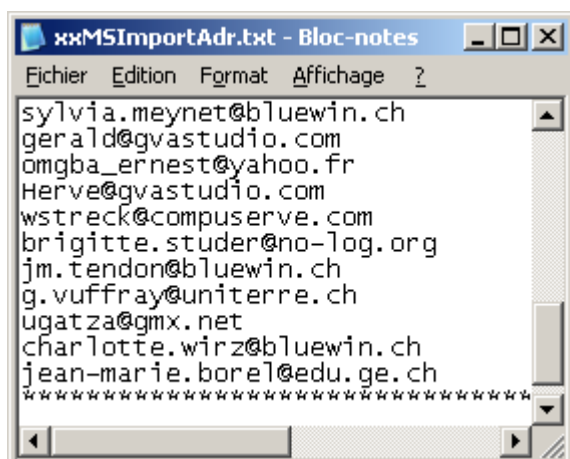 xxMSImportAdr.txt - Bloc-notes
Fichier Edition Format Affichage ?
sylvia.meynet@bluewin.ch
gerald@gvastudio.com
omgba_ernest@yahoo.fr
Herve@gvastudio.com
wstreck@compuserve.com
brigitte.studer@no-log.org
jm.tendon@bluewin.ch
g.vuffray@uniterre.ch
ugatza@gmx.net
charlotte.wirz@bluewin.ch
jean-marie.borel@edu.ge.ch
*********************************